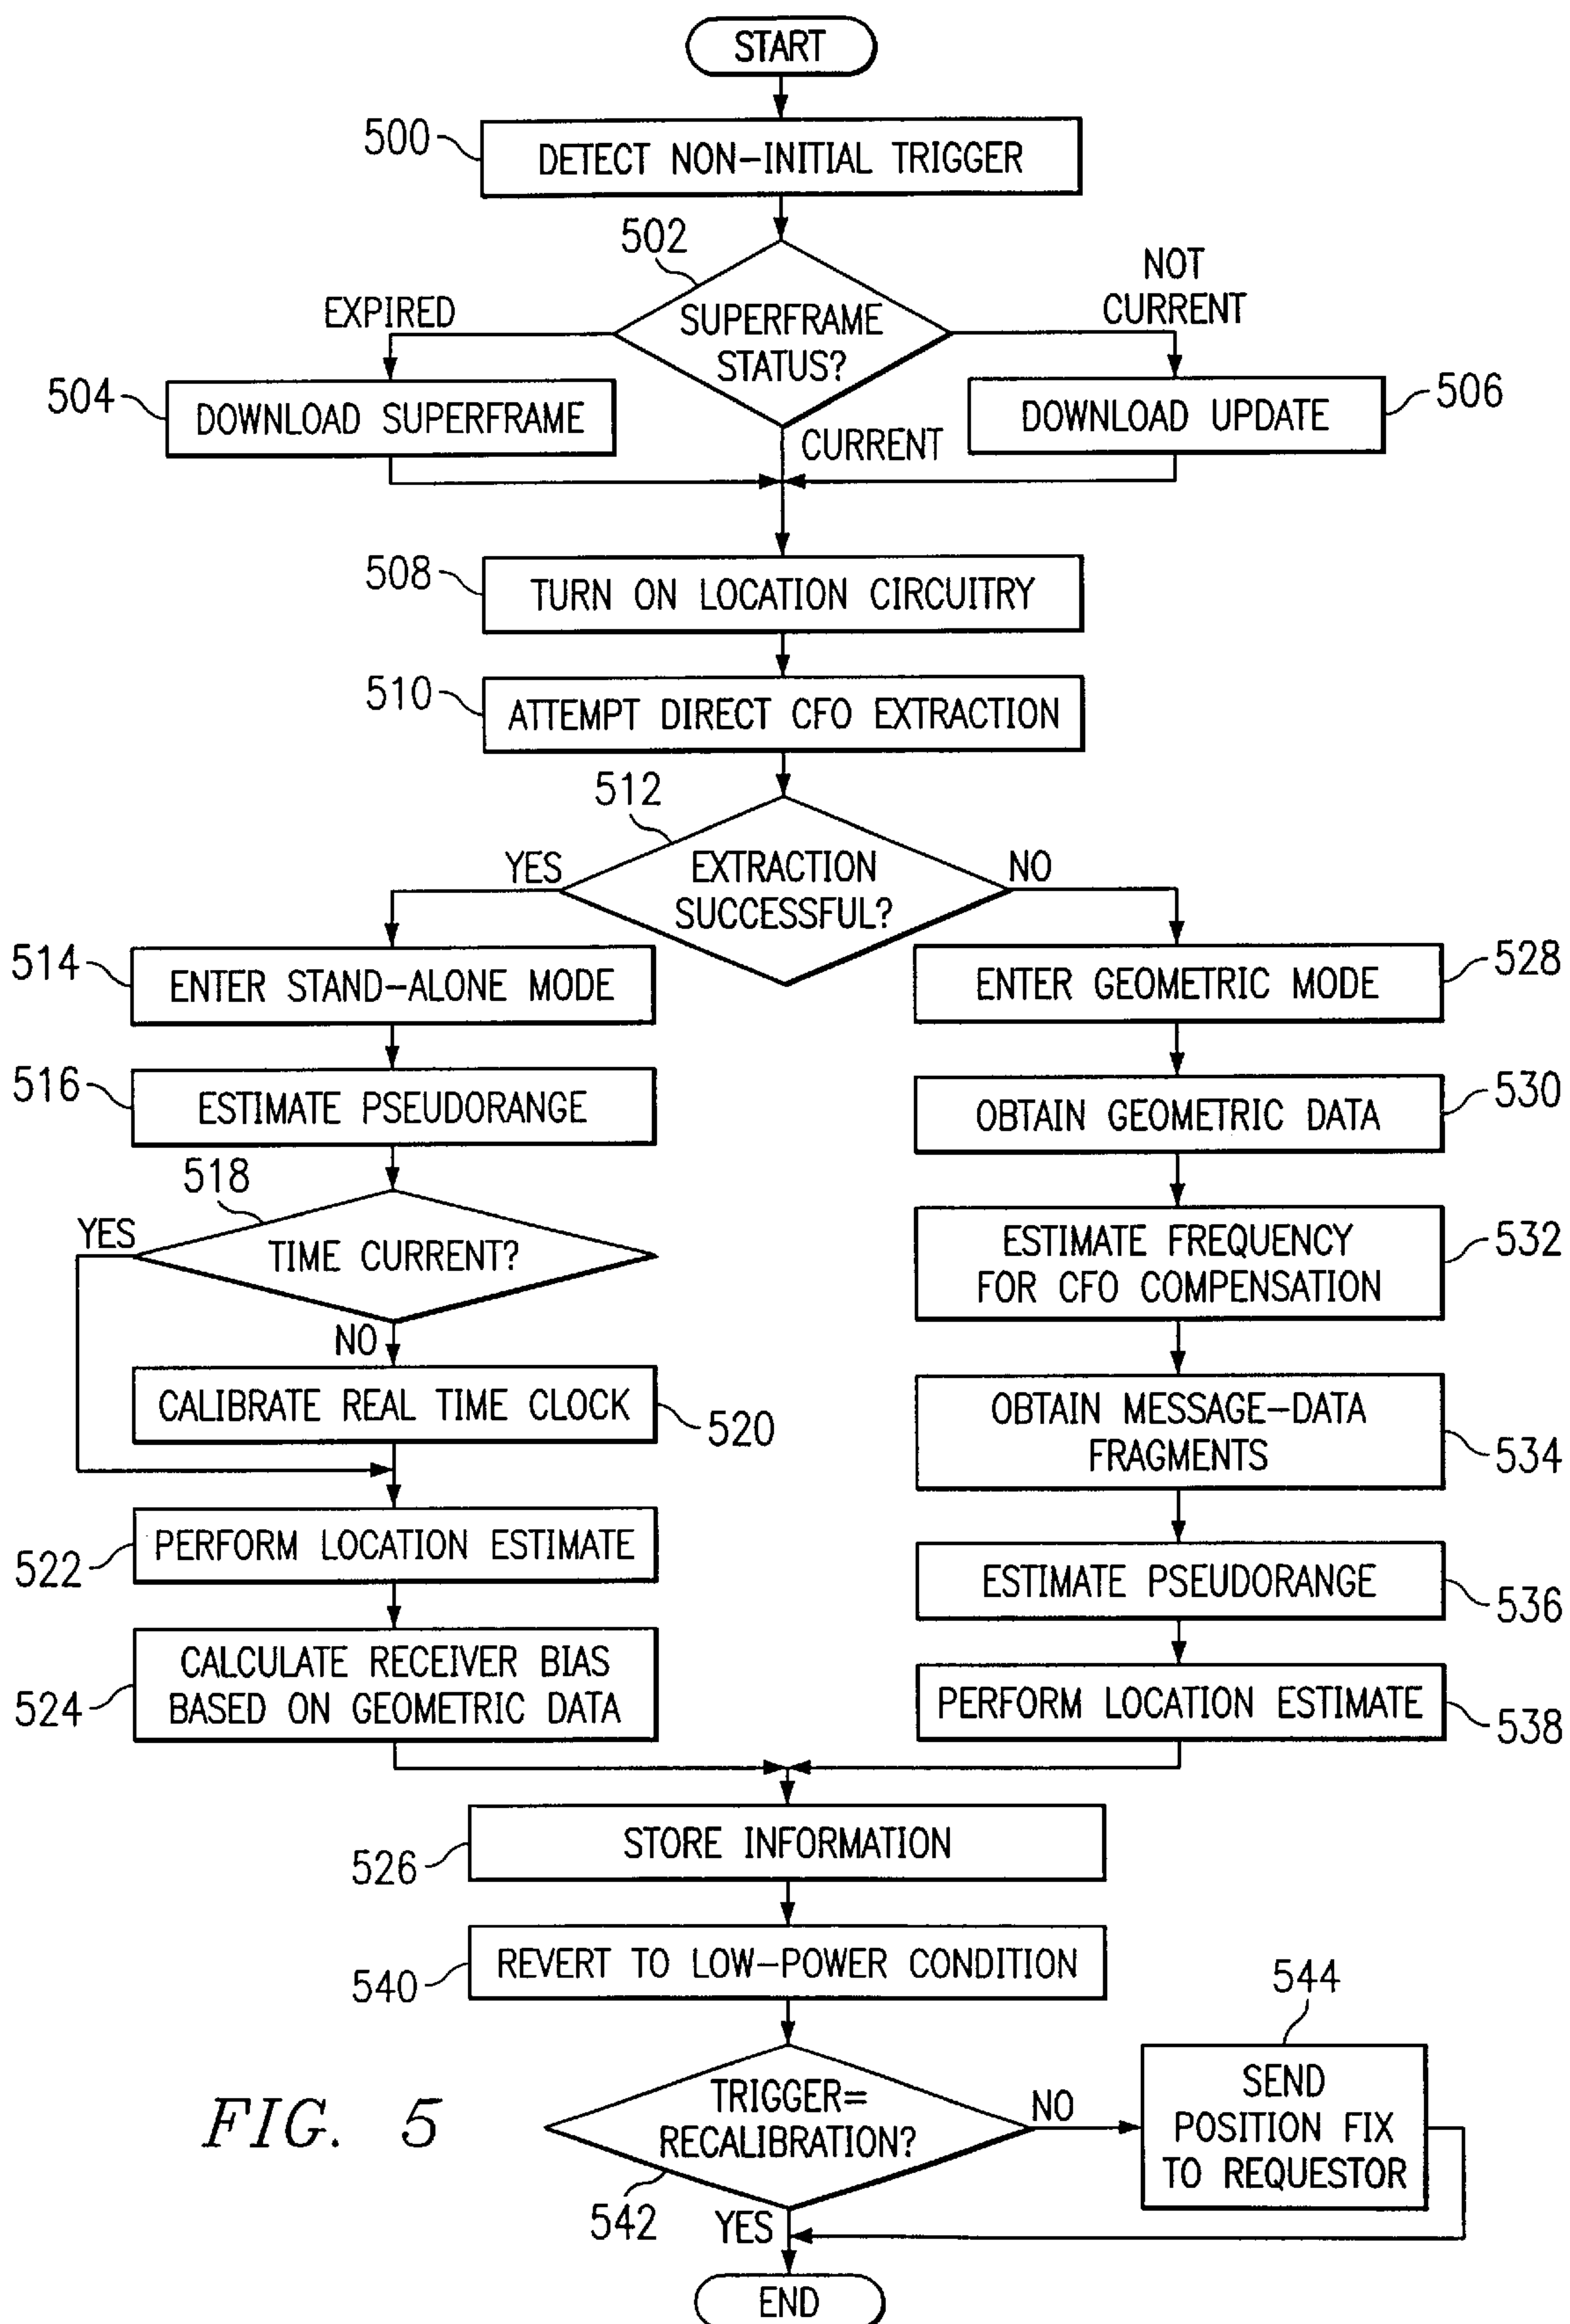 START
500
DETECT NON-INITIAL TRIGGER
502
EXPIRED
SUPERFRAME
STATUS?
NOT
CURRENT
504
DOWNLOAD SUPERFRAME
CURRENT
DOWNLOAD UPDATE
506
508
TURN ON LOCATION CIRCUITRY
510
ATTEMPT DIRECT CFO EXTRACTION
512
YES
EXTRACTION
SUCCESSFUL?
NO
514
ENTER STAND-ALONE MODE
516
ESTIMATE PSEUDORANGE
518
YES
TIME CURRENT?
NO
CALIBRATE REAL TIME CLOCK
520
522
PERFORM LOCATION ESTIMATE
524
CALCULATE RECEIVER BIAS
BASED ON GEOMETRIC DATA
ENTER GEOMETRIC MODE
528
OBTAIN GEOMETRIC DATA
530
ESTIMATE FREQUENCY
FOR CFO COMPENSATION
532
OBTAIN MESSAGE-DATA
FRAGMENTS
534
ESTIMATE PSEUDORANGE
536
PERFORM LOCATION ESTIMATE
538
526
STORE INFORMATION
540
REVERT TO LOW-POWER CONDITION
TRIGGER=
RECALIBRATION?
542
NO
544
SEND
POSITION FIX
TO REQUESTOR
YES
END
FIG. 5